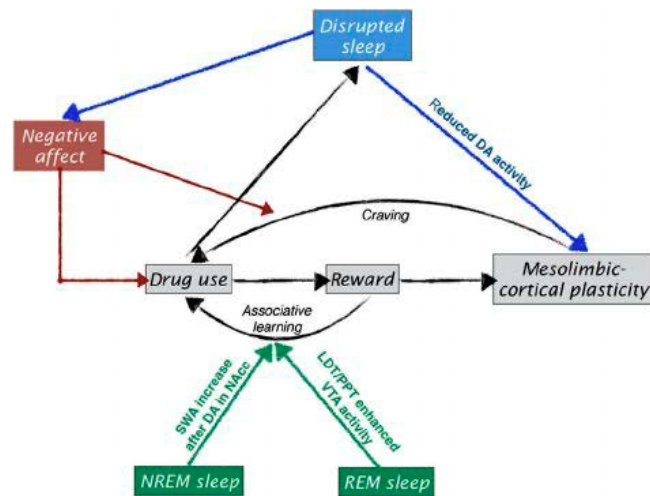 Disrupted
sleep
Negative
affect
Reduced DA activity
Craving
Drug use
Reward
Mesolimbic-
cortical plasticity
Associative
learning
SWA increase
after DA in NAcc
LDT/PPT enhanced
VTA activity
NREM sleep
REM sleep